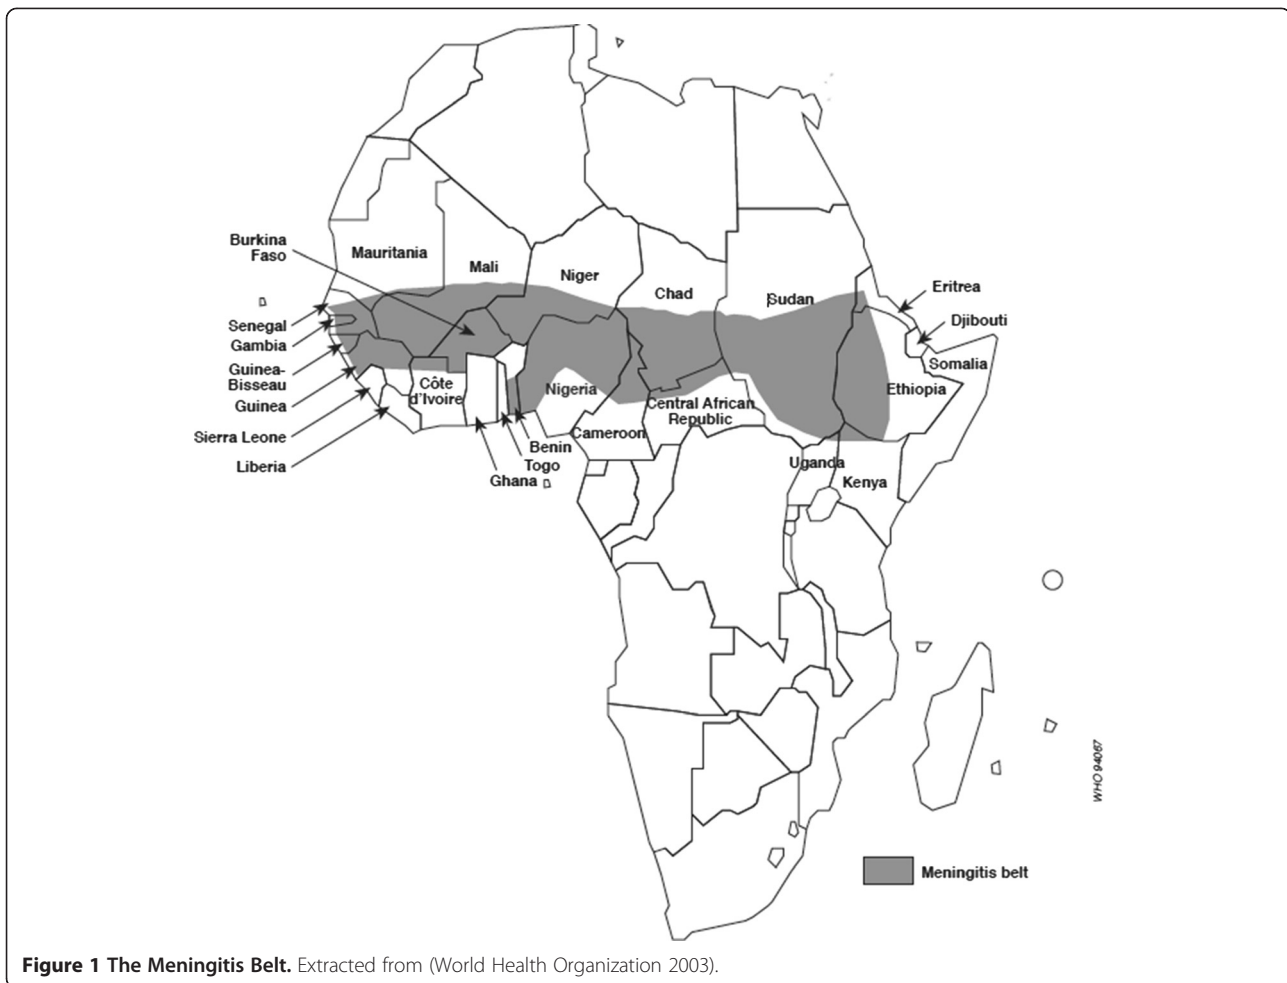 Burkina
Faso
Mauritania
Mali
Niger
Chad
Sudan
Eritrea
Djibouti
Somalia
Ethiopia
Senegal
Gambia
Guinea-
Bisseau
Guinea
Sierra Leone
Liberia
Côte
d'Ivoire
Ghana
Togo
Benin
Nigeria
Cameroon
Central African
Republic
Uganda
Kenya
WHO 94067
Meningitis belt
Figure 1 The Meningitis Belt. Extracted from (World Health Organization 2003).